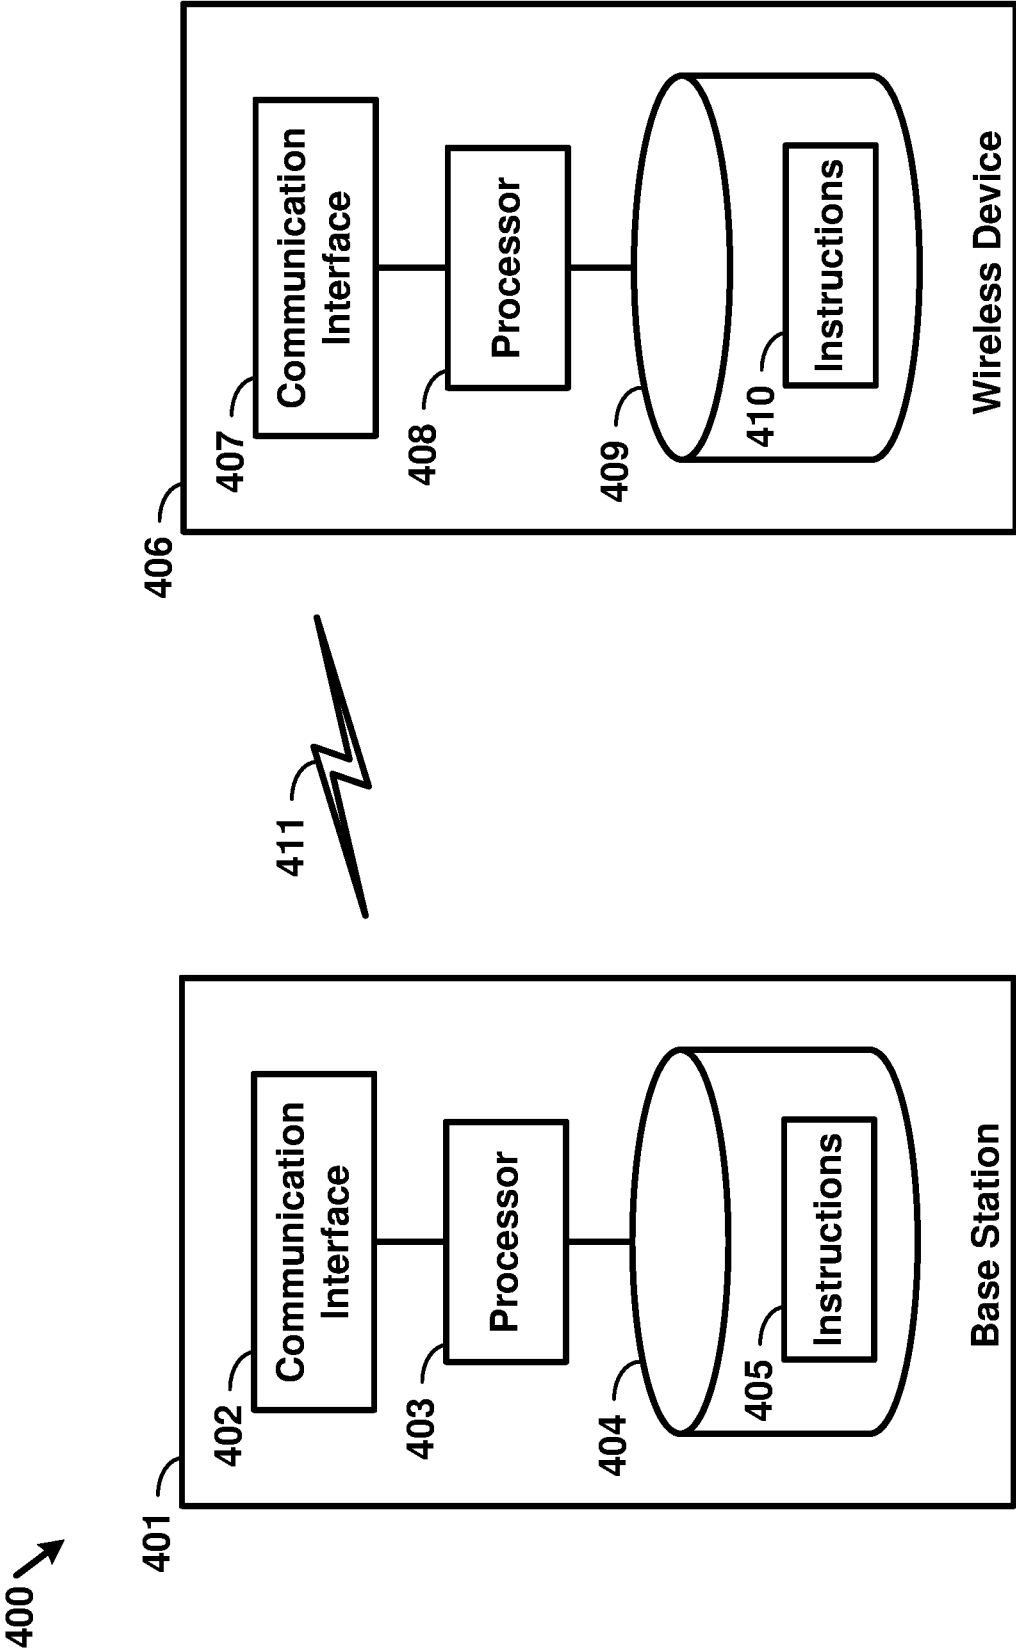 400
401
402
Communication
Interface
403
Processor
404
405
Instructions
Base Station
411
406
407
Communication
Interface
408
Processor
409
410
Instructions
Wireless Device